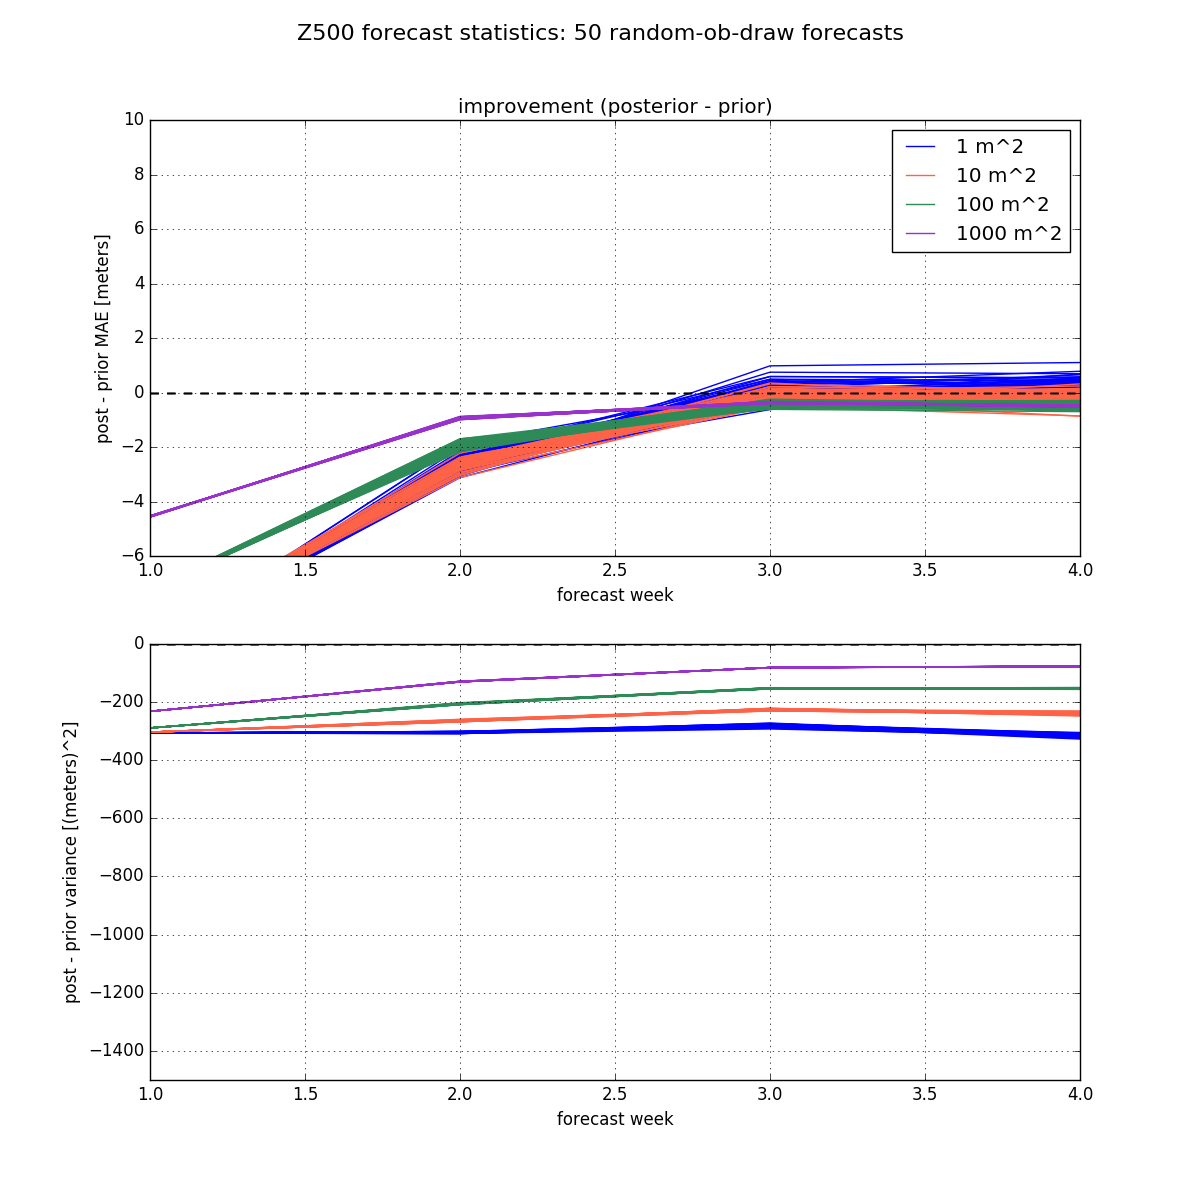 Z500 forecast statistics: 50 random-ob-draw forecasts
improvement (posterior - prior)
post - prior MAE [meters]
10
8
6
4
2
0
−2
−4
−6
1 m^2
10 m^2
100 m^2
1000 m^2
1.0 1.5 2.0 2.5 3.0 3.5 4.0
forecast week
post - prior variance [(meters)^2]
0
−200
−400
−600
−800
−1000
−1200
−1400
1.0 1.5 2.0 2.5 3.0 3.5 4.0
forecast week